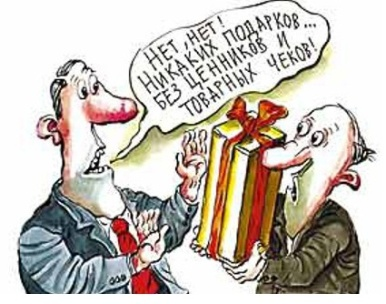 НЕТ, НЕТ!
НИКАКИХ ПОДАРКОВ...
БЕЗ ЦЕННИКОВ И
ТОВАРНЫХ ЧЕКОВ!